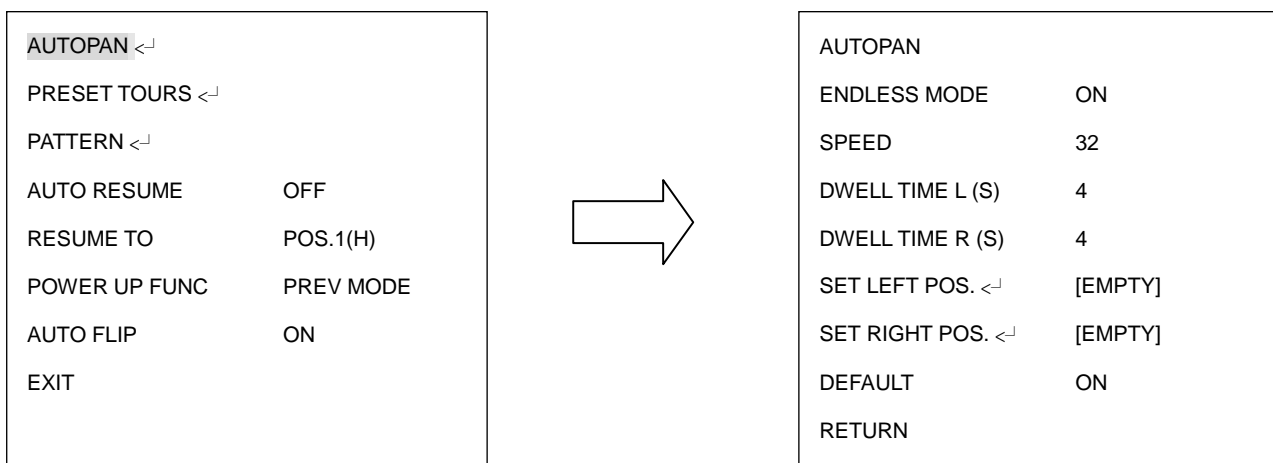 AUTOPAN ↵
PRESET TOURS ↵
PATTERN ↵
AUTO RESUME OFF
RESUME TO POS.1(H)
POWER UP FUNC PREV MODE
AUTO FLIP ON
EXIT
AUTOPAN
ENDLESS MODE ON
SPEED 32
DWELL TIME L (S) 4
DWELL TIME R (S) 4
SET LEFT POS. ↵ [EMPTY]
SET RIGHT POS. ↵ [EMPTY]
DEFAULT ON
RETURN